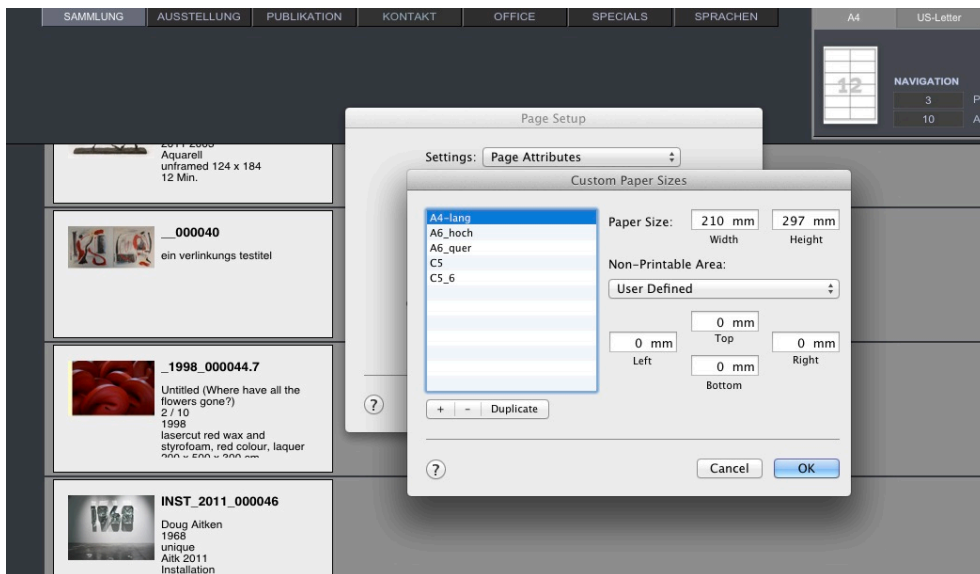 SAMMLUNG AUSSTELLUNG PUBLIKATION KONTAKT OFFICE SPECIALS SPRACHEN
A4 US-Letter
12
NAVIGATION
3 P
10 A
Aquarell
unframed 124 x 184
12 Min.
__000040
ein verlinkungs testitel
_1998_000044.7
Untitled (Where have all the
flowers gone?)
2 / 10
1998
lasercut red wax and
styrofoam, red colour, laquer
INST_2011_000046
Doug Aitken
1968
unique
Aitk 2011
Installation
Page Setup
Settings: Page Attributes
?
Custom Paper Sizes
A4-lang
A6_hoch
A6_quer
C5
C5_6
+ - Duplicate
Paper Size: 210 mm 297 mm
Width Height
Non-Printable Area:
User Defined
0 mm
Top
0 mm 0 mm
Left Right
0 mm
Bottom
?
Cancel OK